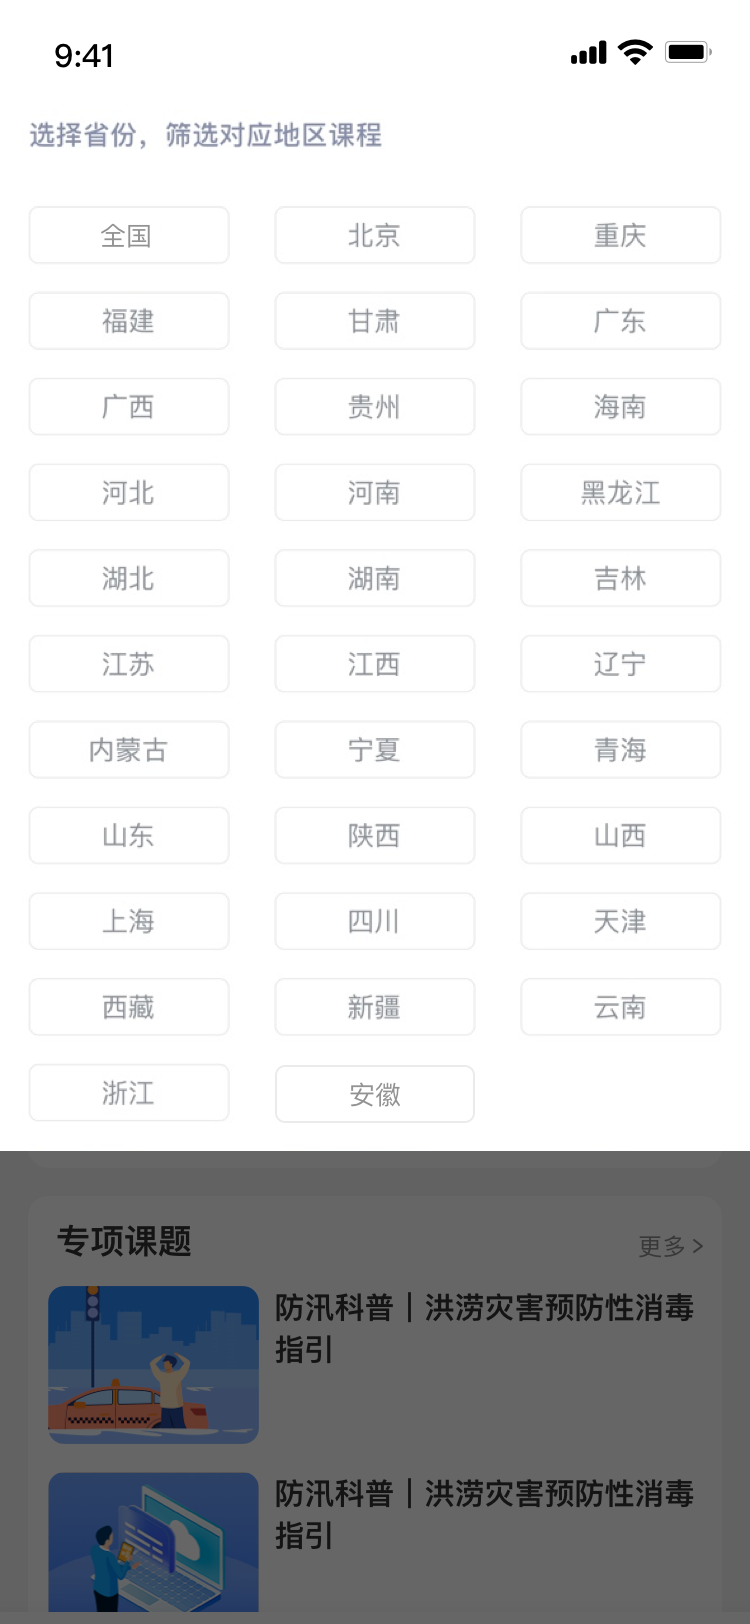 9:41
选择省份，筛选对应地区课程
全国 北京 重庆
福建 甘肃 广东
广西 贵州 海南
河北 河南 黑龙江
湖北 湖南 吉林
江苏 江西 辽宁
内蒙古 宁夏 青海
山东 陕西 山西
上海 四川 天津
西藏 新疆 云南
浙江 安徽
专项课题 更多 >
防汛科普｜洪涝灾害预防性消毒
指引
防汛科普｜洪涝灾害预防性消毒
指引